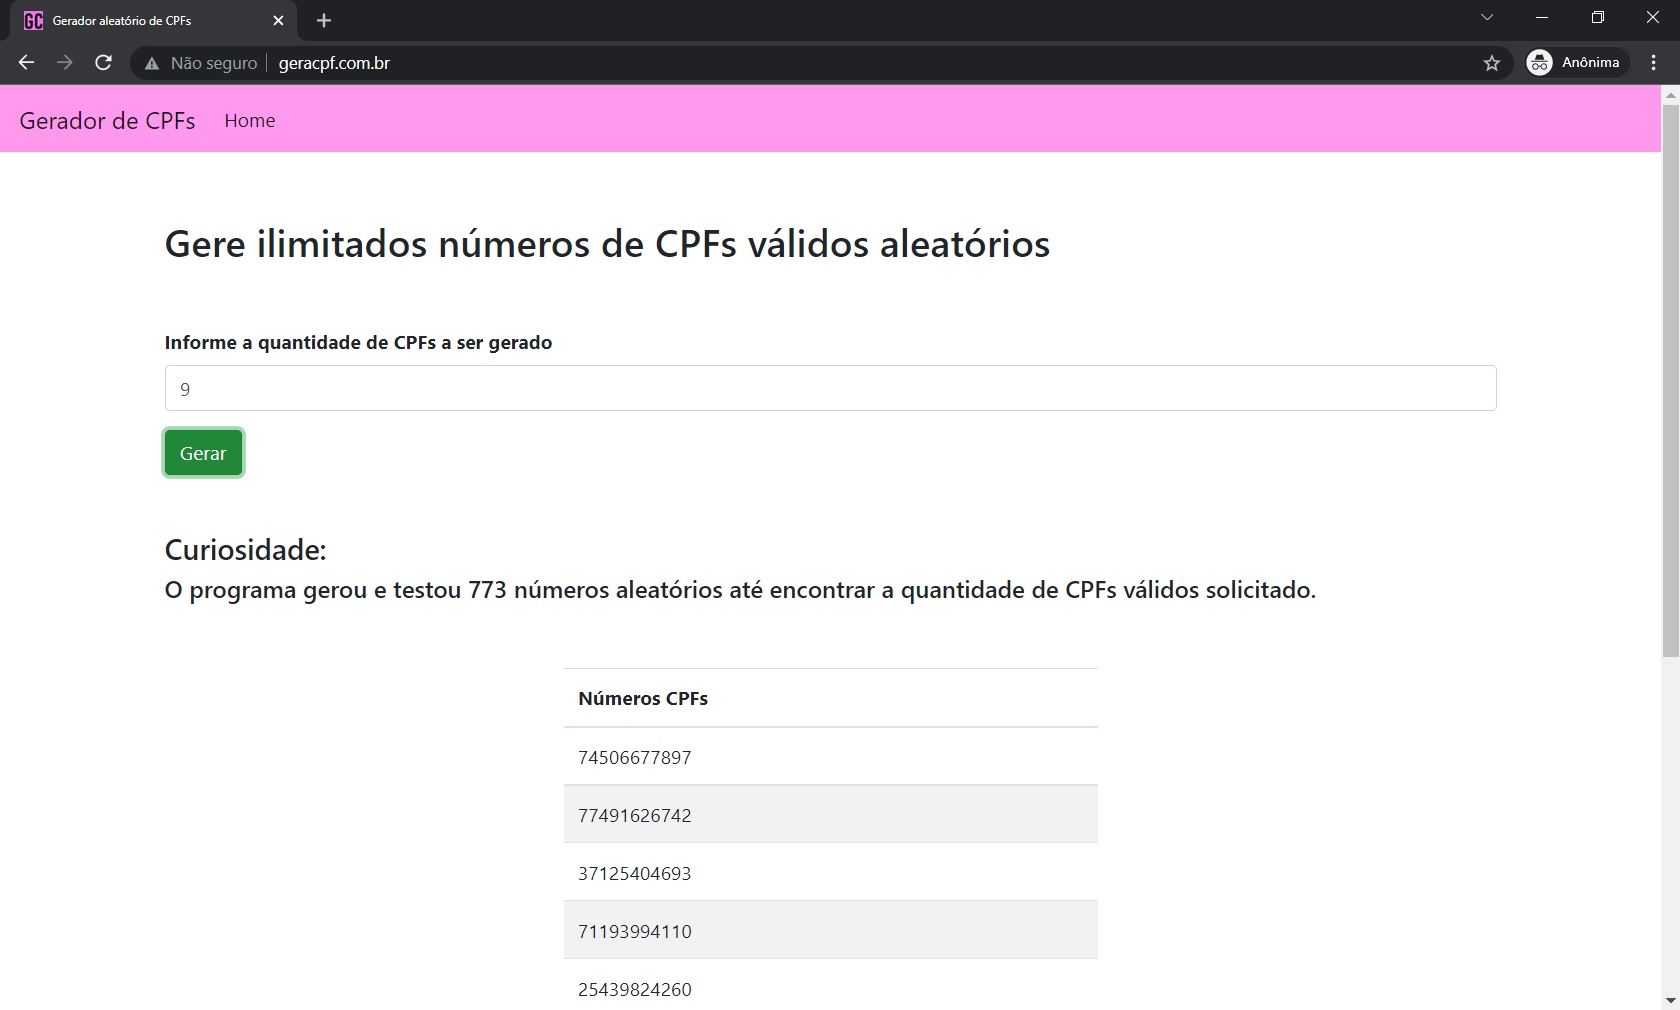 GC Gerador aleatório de CPFs
Não seguro geracpf.com.br Anônima
Gerador de CPFs Home
Gere ilimitados números de CPFs válidos aleatórios
Informe a quantidade de CPFs a ser gerado
9
Gerar
Curiosidade:
O programa gerou e testou 773 números aleatórios até encontrar a quantidade de CPFs válidos solicitado.
Números CPFs
74506677897
77491626742
37125404693
71193994110
25439824260